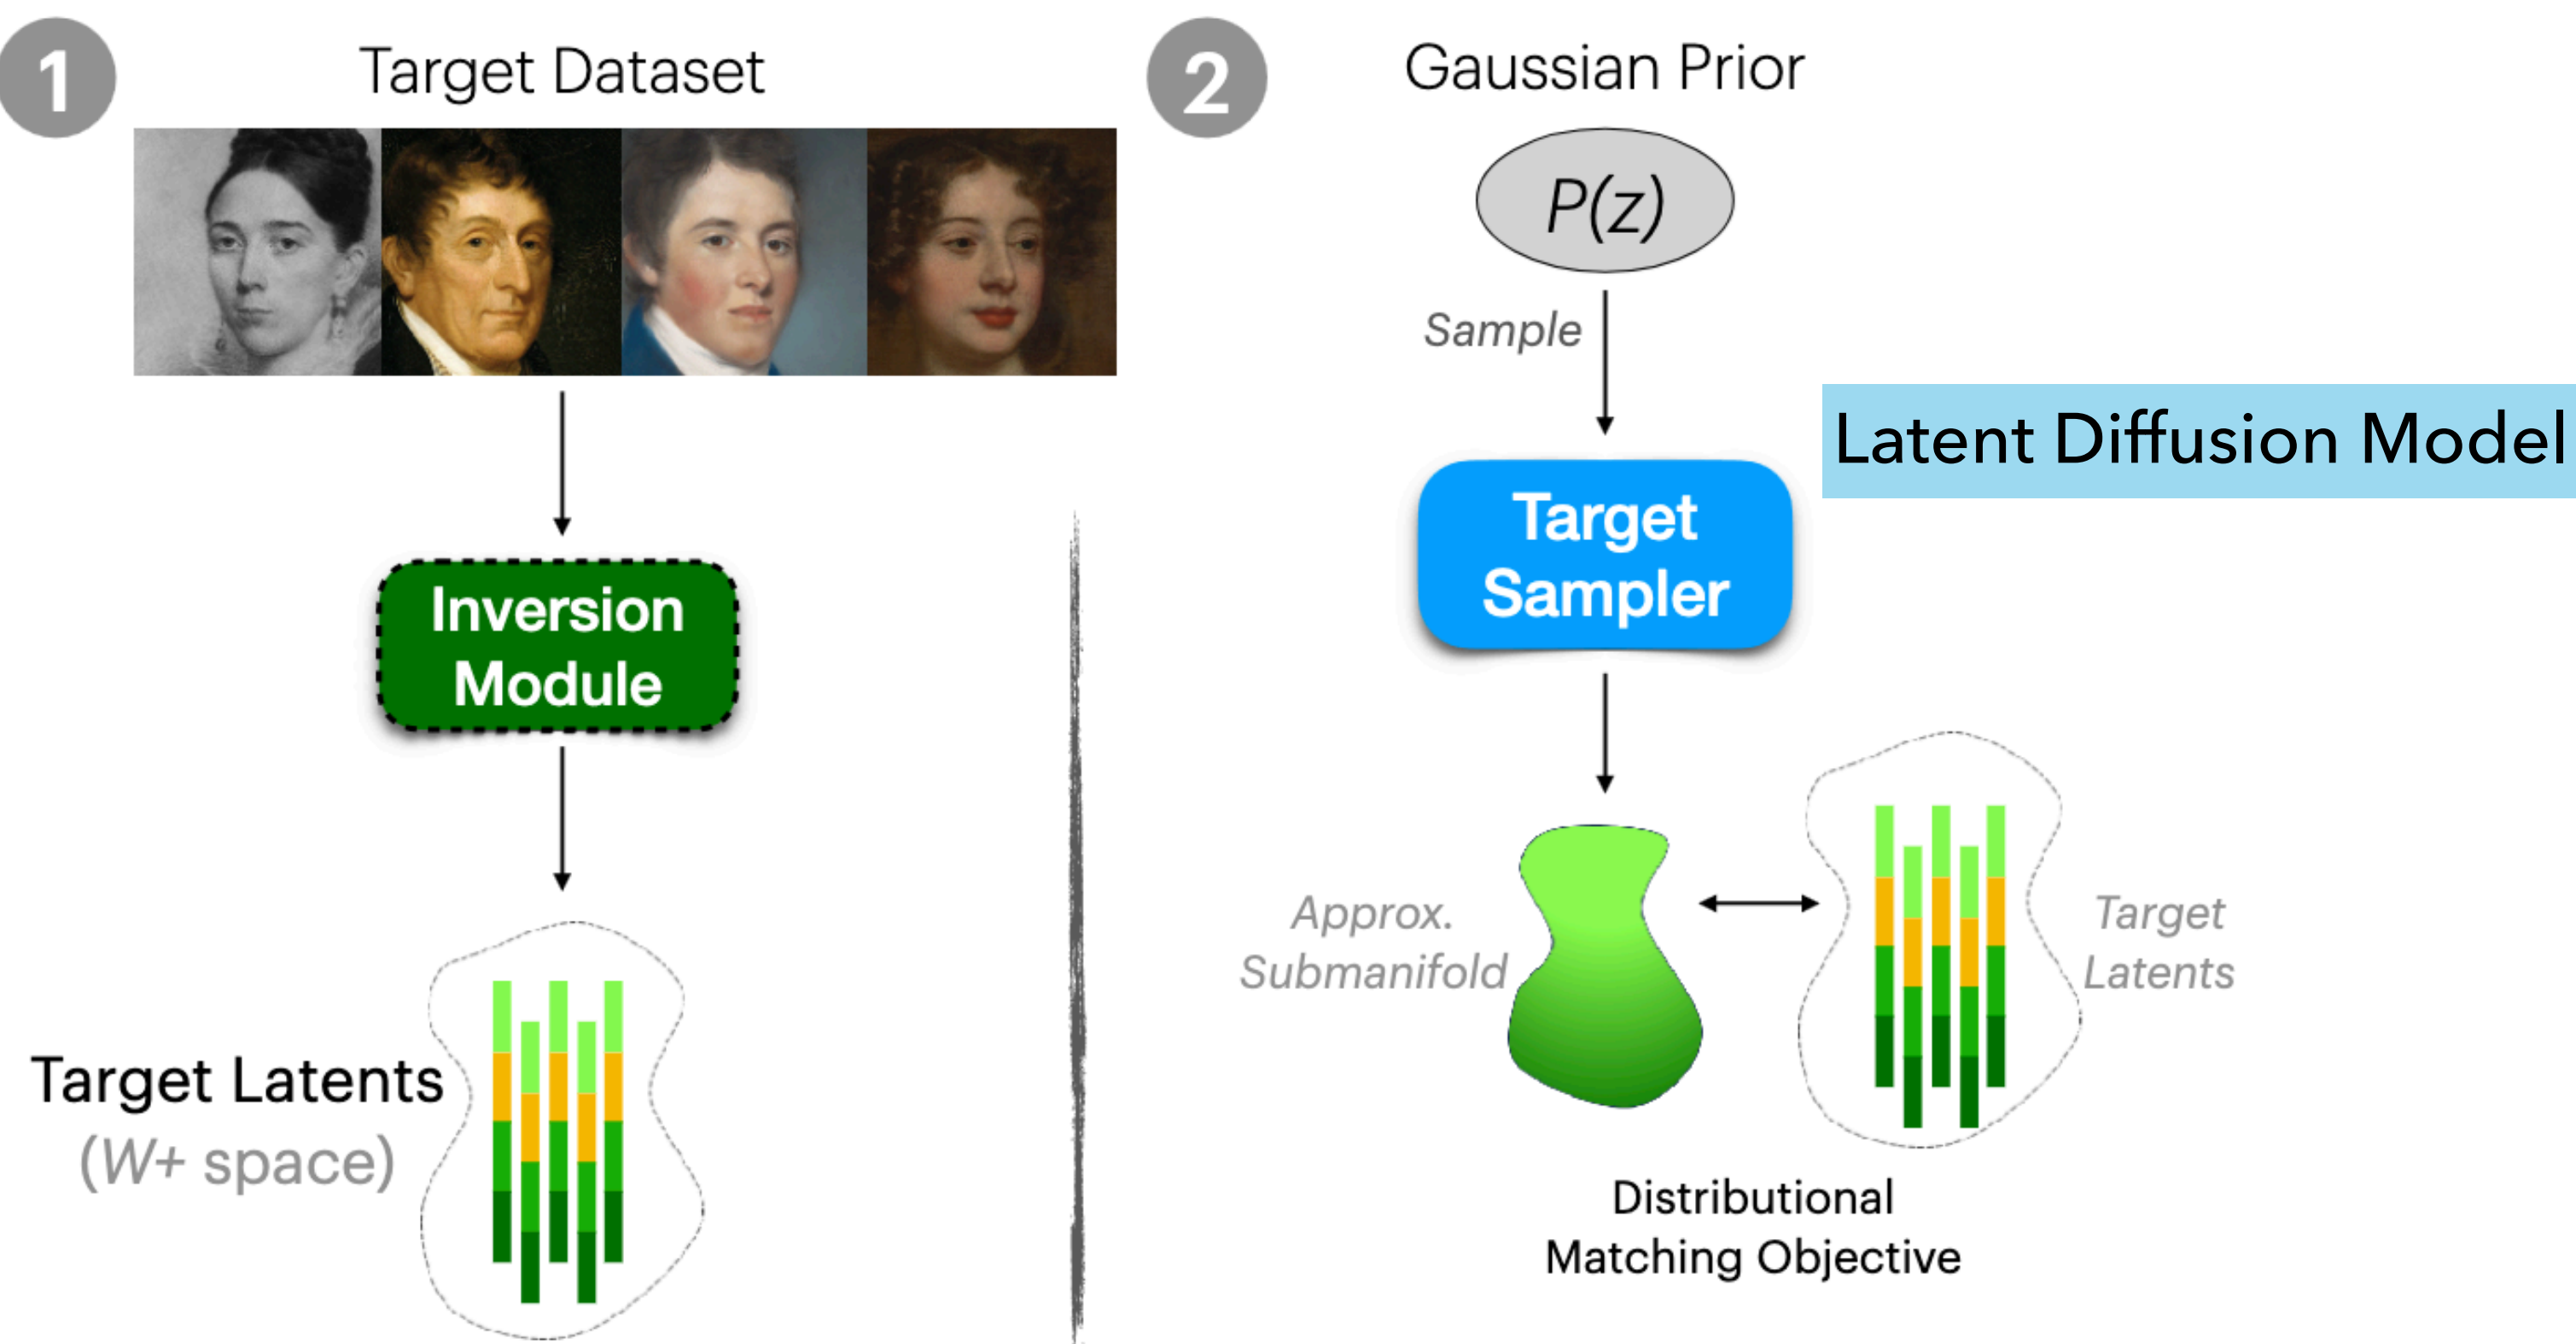 1
Target Dataset
Inversion
Module
Target Latents
(W+ space)
2
Gaussian Prior
P(z)
Sample
Latent Diffusion Model
Target
Sampler
Approx.
Submanifold
Target
Latents
Distributional
Matching Objective